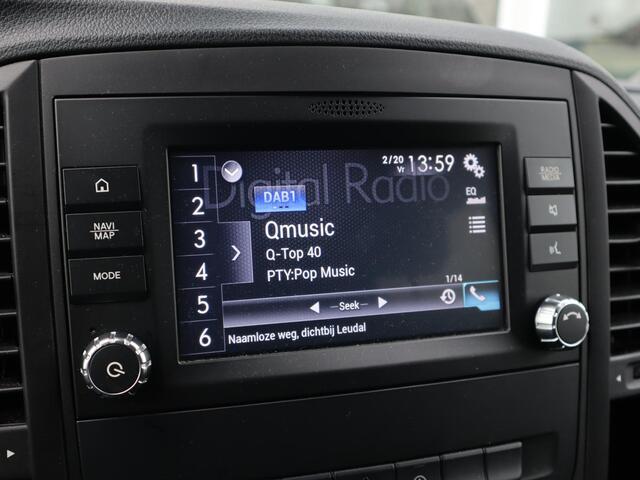 1
2
3
4
5
6
2/20
Vr
13:59
Digital Radio
DAB1
EQ
Qmusic
Q-Top 40
PTY:Pop Music
1/14
Seek
Naamloze weg, dichtbij Leudal
NAVI
MAP
MODE
RADIO
MEDIA